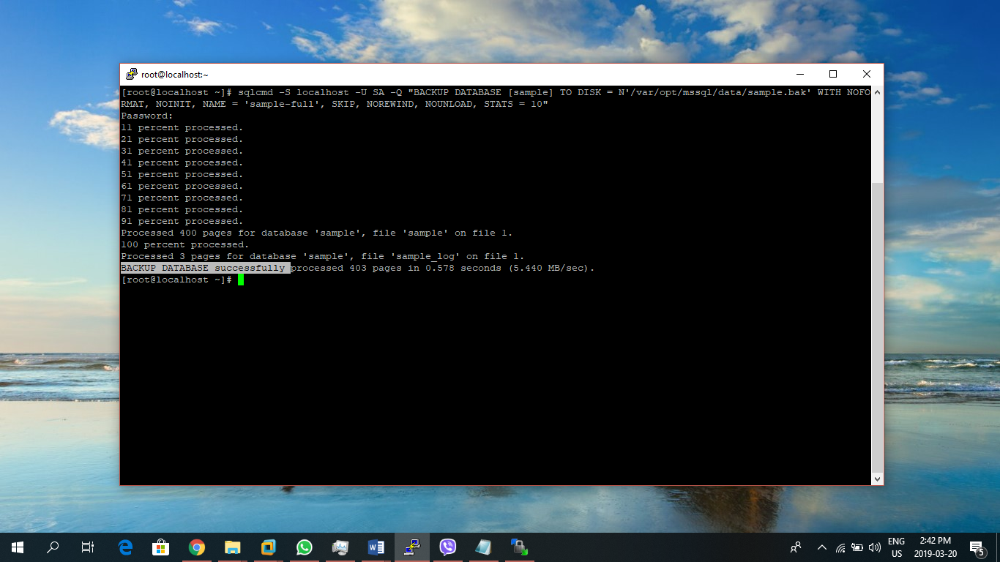 root@localhost:~
[root@localhost ~]# sqlcmd -S localhost -U SA -Q "BACKUP DATABASE [sample] TO DISK = N'/var/opt/mssql/data/sample.bak' WITH NOFO
RMAT, NOINIT, NAME = 'sample-full', SKIP, NOREWIND, NOUNLOAD, STATS = 10"
Password:
11 percent processed.
21 percent processed.
31 percent processed.
41 percent processed.
51 percent processed.
61 percent processed.
71 percent processed.
81 percent processed.
91 percent processed.
Processed 400 pages for database 'sample', file 'sample' on file 1.
100 percent processed.
Processed 3 pages for database 'sample', file 'sample_log' on file 1.
BACKUP DATABASE successfully processed 403 pages in 0.578 seconds (5.440 MB/sec).
[root@localhost ~]#
ENG
US
2:42 PM
2019-03-20
5